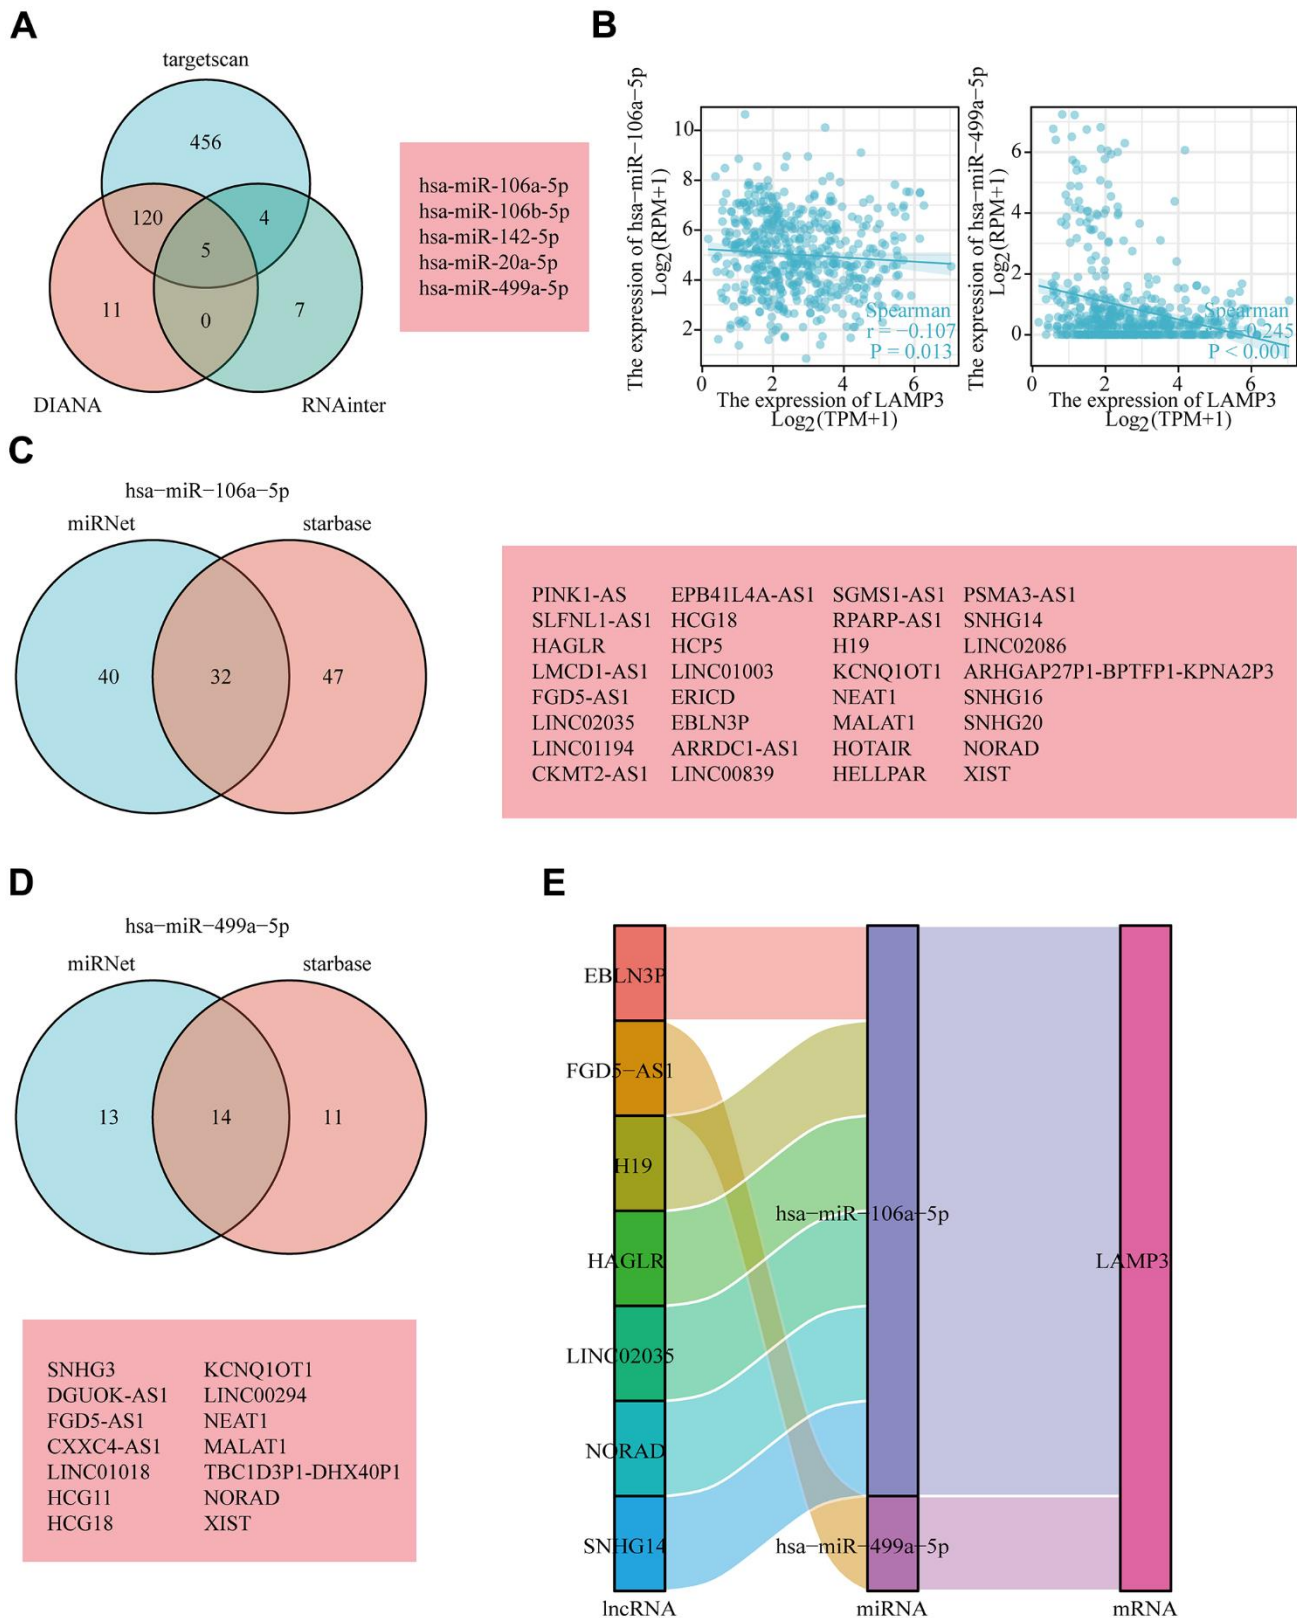 A
targetscan
456
120
4
5
11
0
7
DIANA
RNAinter
hsa-miR-106a-5p
hsa-miR-106b-5p
hsa-miR-142-5p
hsa-miR-20a-5p
hsa-miR-499a-5p
B
The expression of hsa−miR−106a−5p
Log2(RPM+1)
10
8
6
4
2
0 2 4 6
Spearman
r = −0.107
P = 0.013
The expression of LAMP3
Log2(TPM+1)
The expression of hsa−miR−499a−5p
Log2(RPM+1)
6
4
2
0
0 2 4 6
Spearman
0.245
P < 0.001
The expression of LAMP3
Log2(TPM+1)
C
hsa−miR−106a−5p
miRNet starbase
40 32 47
PINK1-AS EPB41L4A-AS1 SGMS1-AS1 PSMA3-AS1
SLFNL1-AS1 HCG18 RPARP-AS1 SNHG14
HAGLR HCP5 H19 LINC02086
LMCD1-AS1 LINC01003 KCNQ1OT1 ARHGAP27P1-BPTFP1-KPNA2P3
FGD5-AS1 ERICD NEAT1 SNHG16
LINC02035 EBLN3P MALAT1 SNHG20
LINC01194 ARRDC1-AS1 HOTAIR NORAD
CKMT2-AS1 LINC00839 HELLPAR XIST
D
hsa−miR−499a−5p
miRNet starbase
13 14 11
SNHG3 KCNQ1OT1
DGUOK-AS1 LINC00294
FGD5-AS1 NEAT1
CXXC4-AS1 MALAT1
LINC01018 TBC1D3P1-DHX40P1
HCG11 NORAD
HCG18 XIST
E
EBLN3P
FGD5−AS1
H19
HAGLR
LINC02035
NORAD
SNHG14
hsa−miR−106a−5p
hsa−miR−499a−5p
LAMP3
lncRNA miRNA mRNA